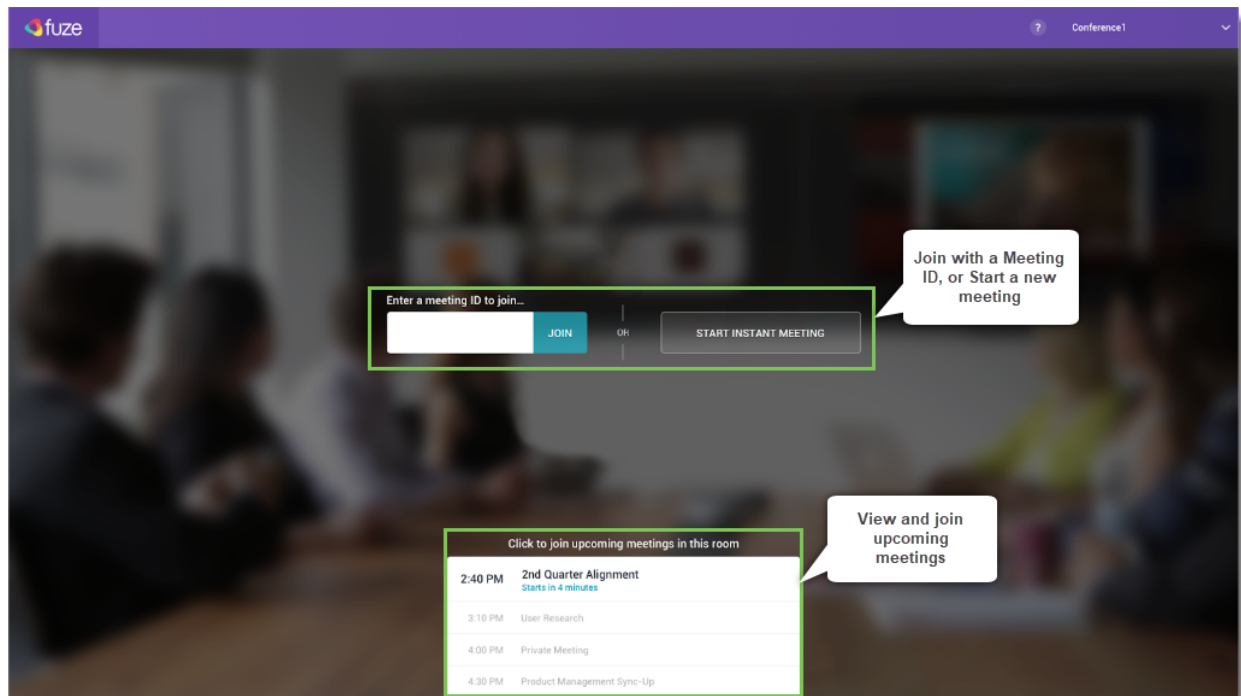 fuze
? Conference1
Join with a Meeting
ID, or Start a new
meeting
Enter a meeting ID to join...
JOIN
OR
START INSTANT MEETING
View and join
upcoming
meetings
Click to join upcoming meetings in this room
2:40 PM 2nd Quarter Alignment
Starts in 4 minutes
3:10 PM User Research
4:00 PM Private Meeting
4:30 PM Product Management Sync-Up